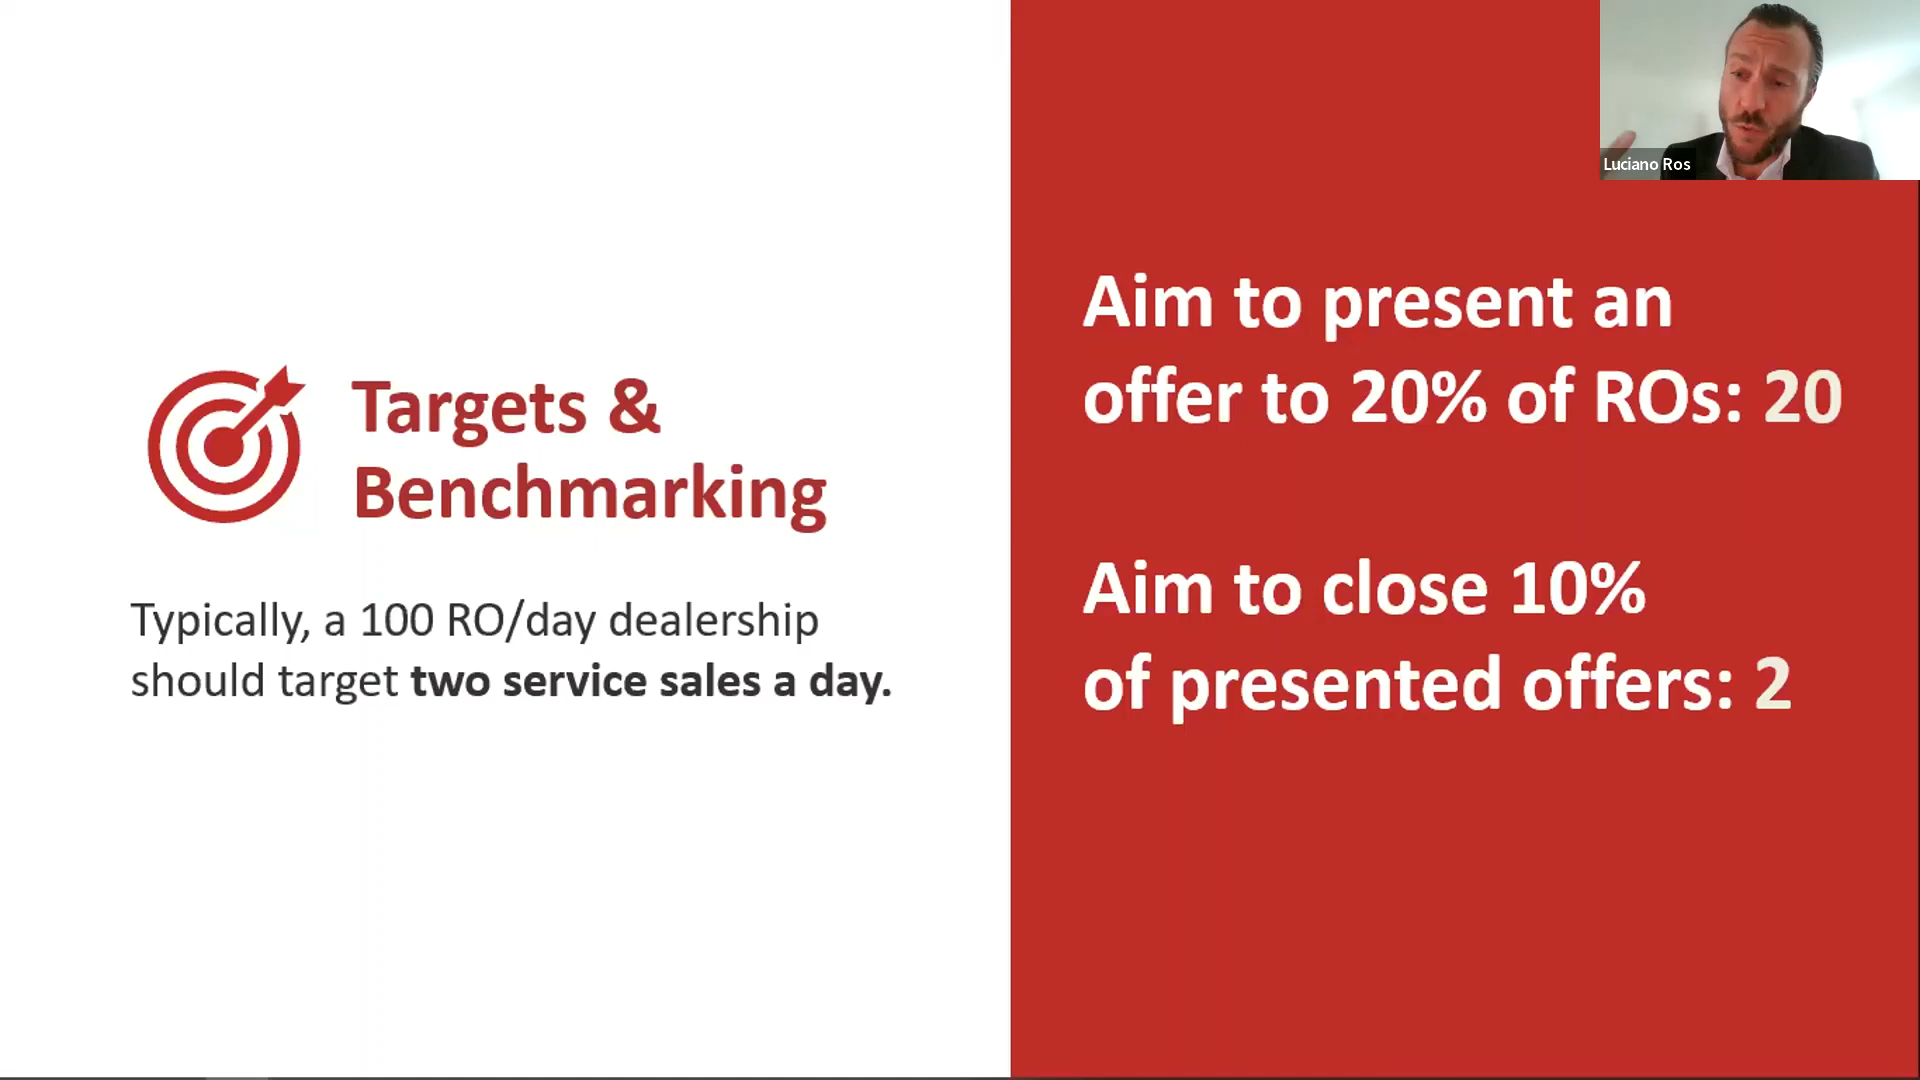 Targets &
Benchmarking
Typically, a 100 RO/day dealership
should target two service sales a day.
Luciano Ros
Aim to present an
offer to 20% of ROs: 20
Aim to close 10%
of presented offers: 2